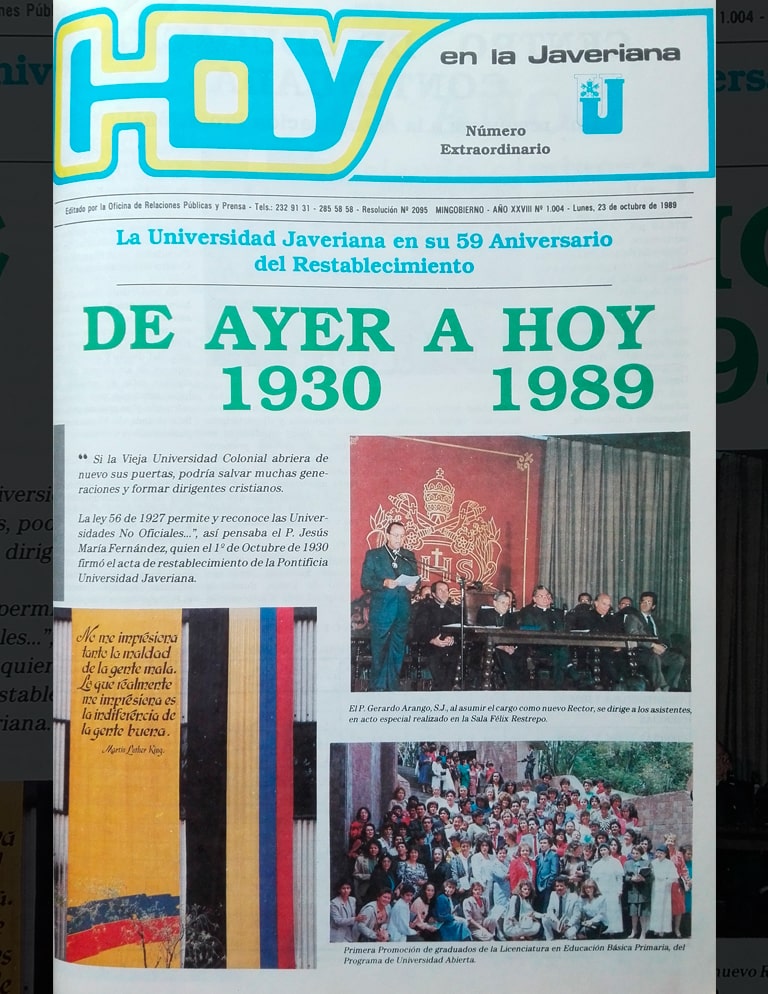 HOY
en la Javeriana
Número
Extraordinario
Editado por la Oficina de Relaciones Públicas y Prensa - Tels.: 232 91 31 - 285 58 58 - Resolución Nº 2095 MINGOBIERNO - AÑO XXVIII Nº 1.004 - Lunes, 23 de octubre de 1989
La Universidad Javeriana en su 59 Aniversario
del Restablecimiento
DE AYER A HOY
1930 1989
“ Si la Vieja Universidad Colonial abriera de
nuevo sus puertas, podría salvar muchas gene-
raciones y formar dirigentes cristianos.
La ley 56 de 1927 permite y reconoce las Univer-
sidades No Oficiales...”, así pensaba el P. Jesús
María Fernández, quien el 1º de Octubre de 1930
firmó el acta de restablecimiento de la Pontificia
Universidad Javeriana.
IHS
El P. Gerardo Arango, S.J., al asumir el cargo como nuevo Rector, se dirige a los asistentes,
en acto especial realizado en la Sala Félix Restrepo.
No me impresiona
tanto la maldad
de la gente mala.
Lo que realmente
me impresiona es
la indiferencia de
la gente buena.
Martin Luther King.
Primera Promoción de graduados de la Licenciatura en Educación Básica Primaria, del
Programa de Universidad Abierta.